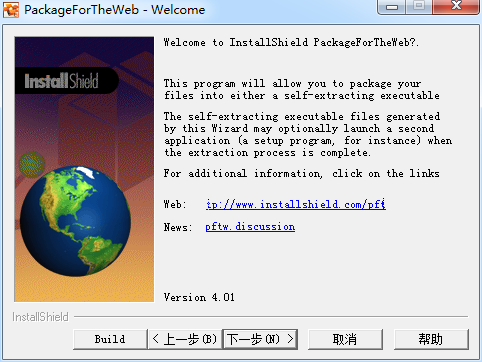 PackageForTheWeb - Welcome
InstallShield
Welcome to InstallShield PackageForTheWeb?.
This program will allow you to package your
files into either a self-extracting executable
The self-extracting executable files generated
by this Wizard may optionally launch a second
application (a setup program, for instance) when
the extraction process is complete.
For additional information, click on the links
Web: ip://www.installshield.com/pft
News: pftw.discussion
Version 4.01
InstallShield
Build
< 上一步(B)
下一步(N) >
取消
帮助